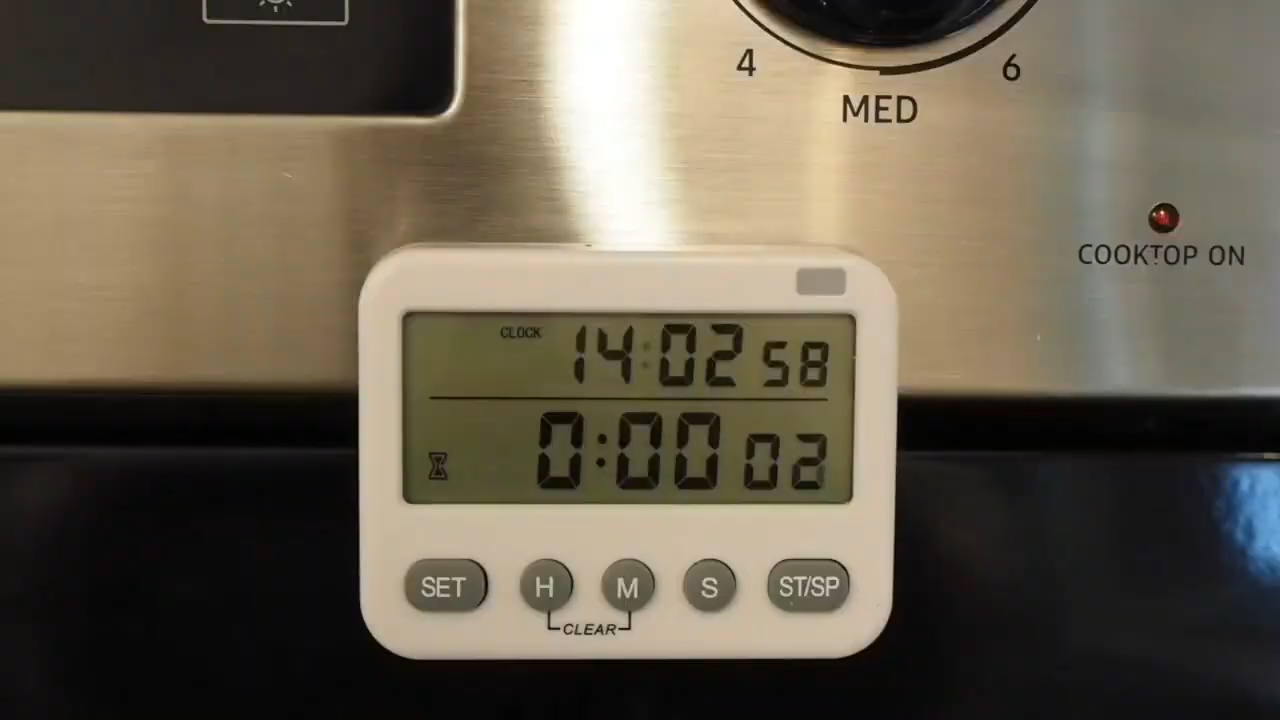 4 6
MED
COOKTOP ON
CLOCK 14:02 58
0:00 02
SET H M S ST/SP
CLEAR